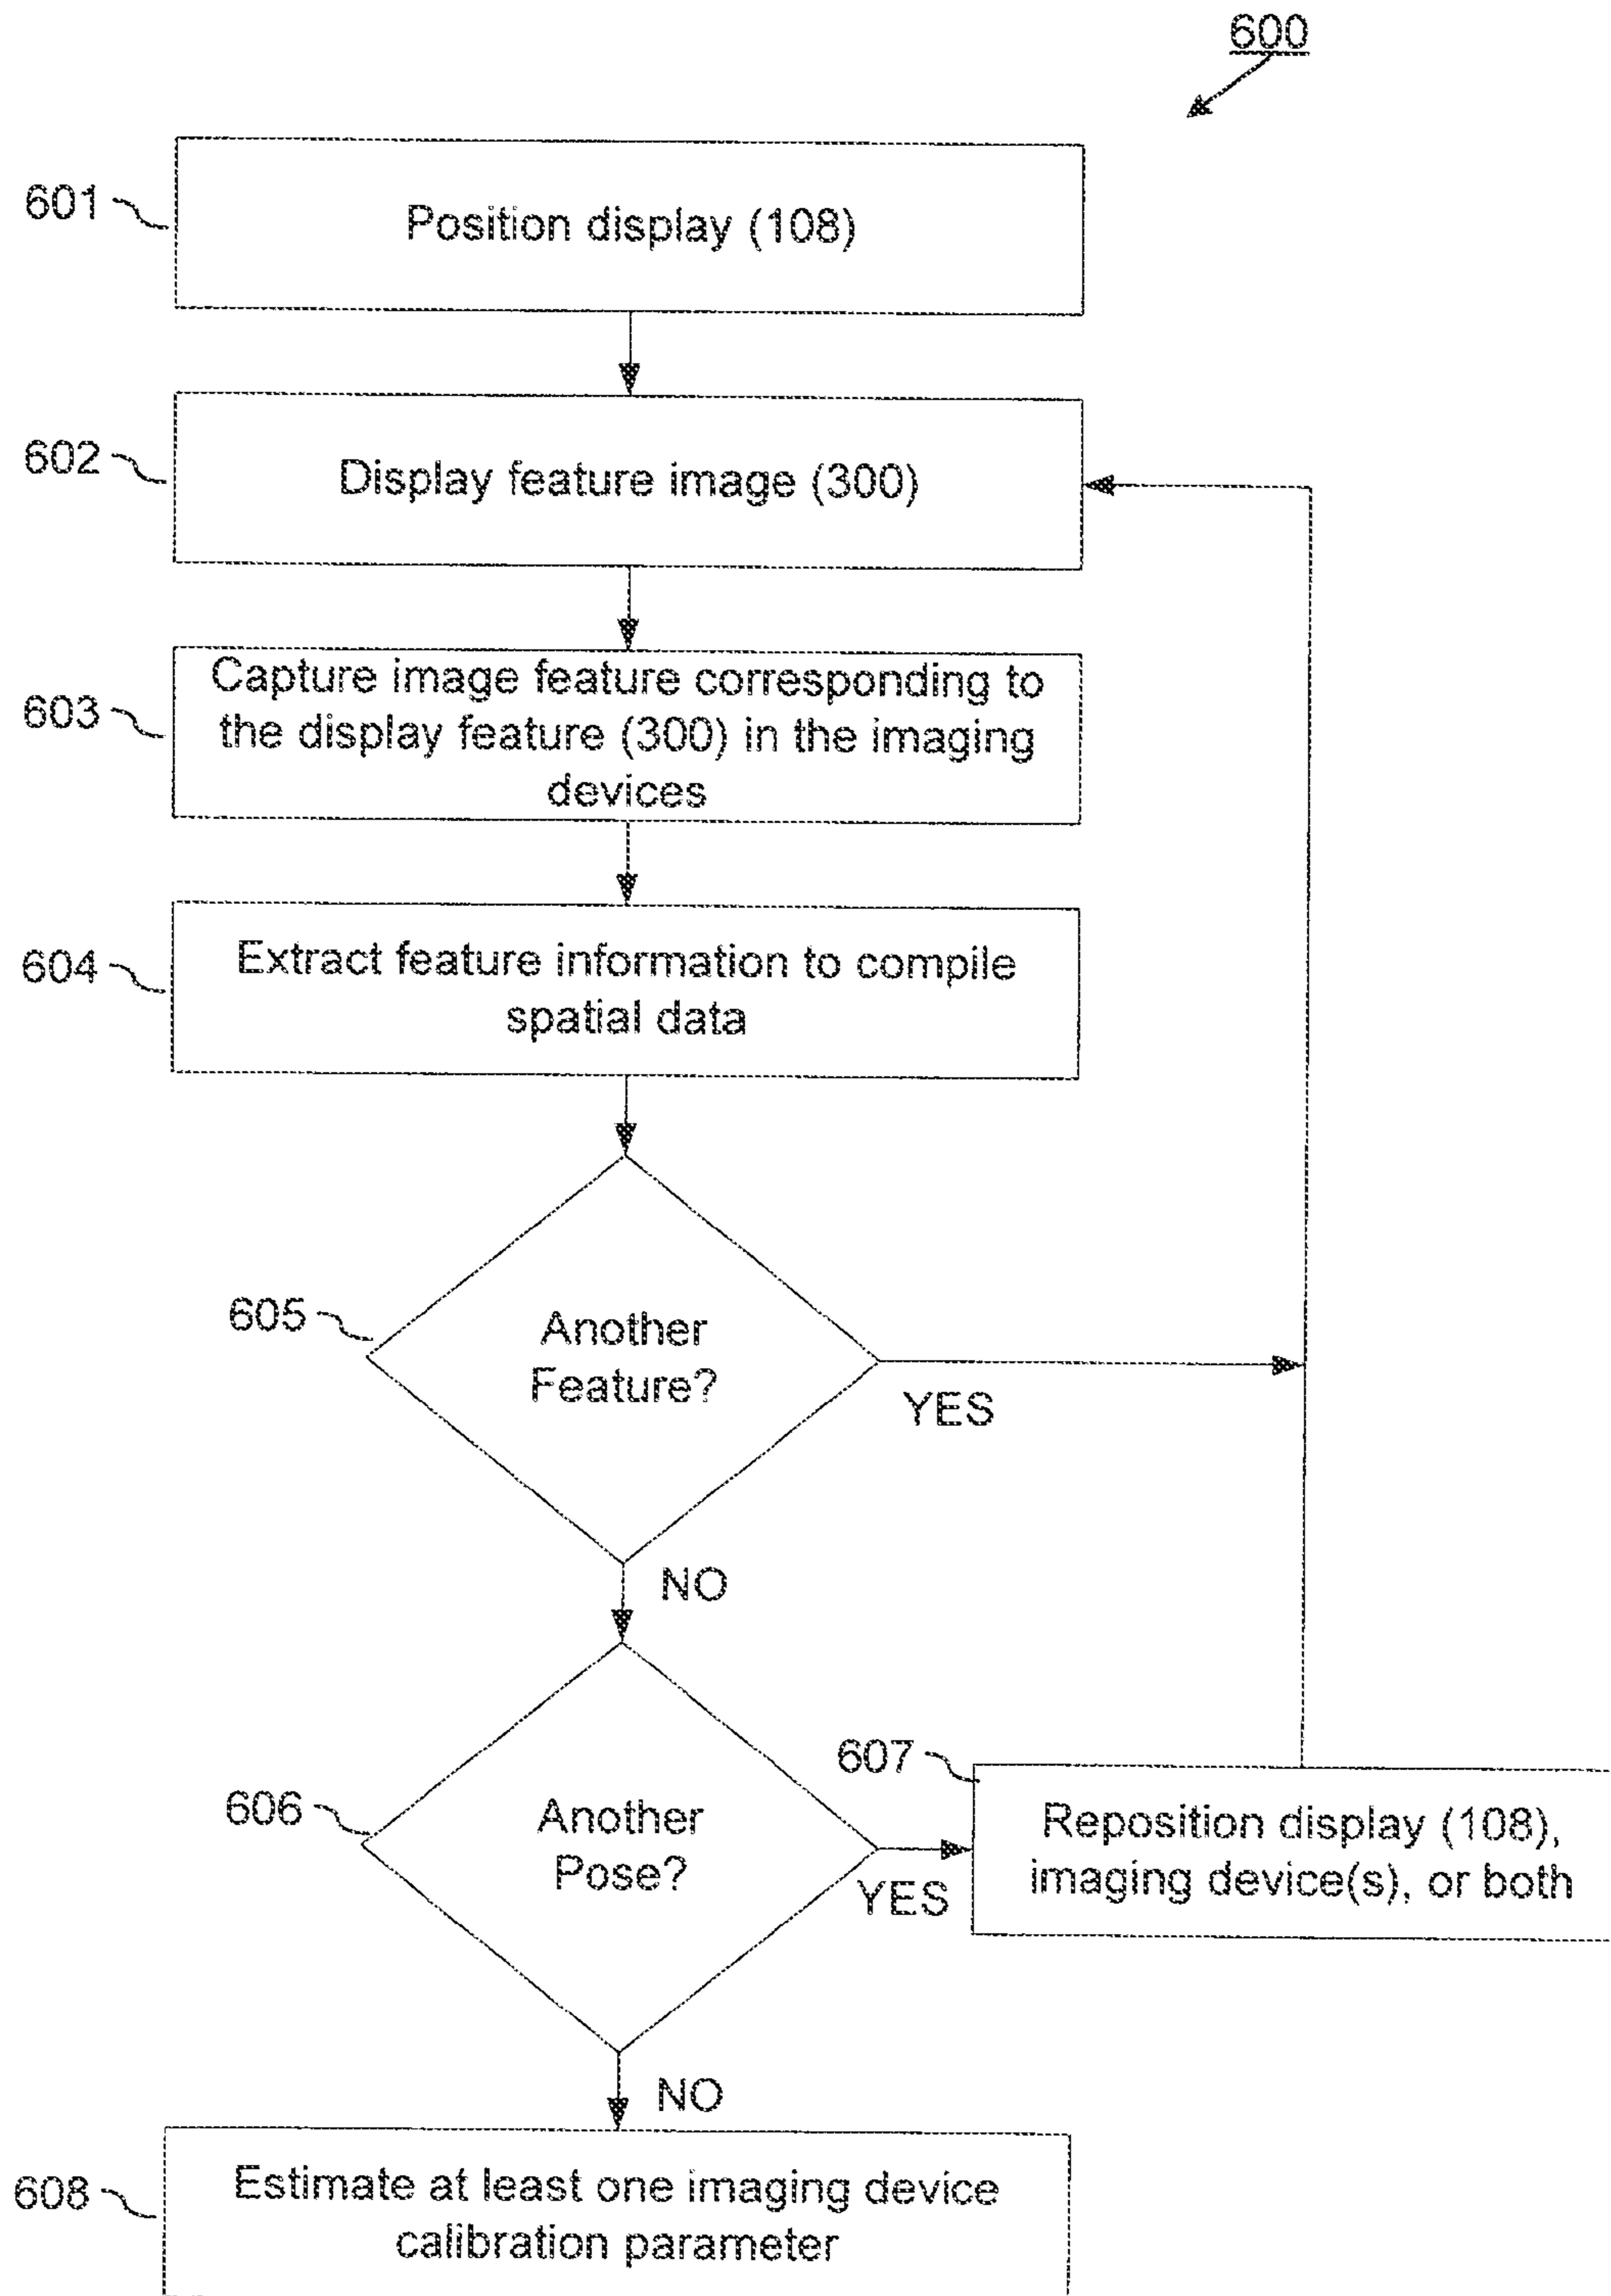 600
601
Position display (108)
602
Display feature image (300)
603
Capture image feature corresponding to
the display feature (300) in the imaging
devices
604
Extract feature information to compile
spatial data
605
Another
Feature?
YES
NO
606
Another
Pose?
YES
607
Reposition display (108),
imaging device(s), or both
NO
608
Estimate at least one imaging device
calibration parameter